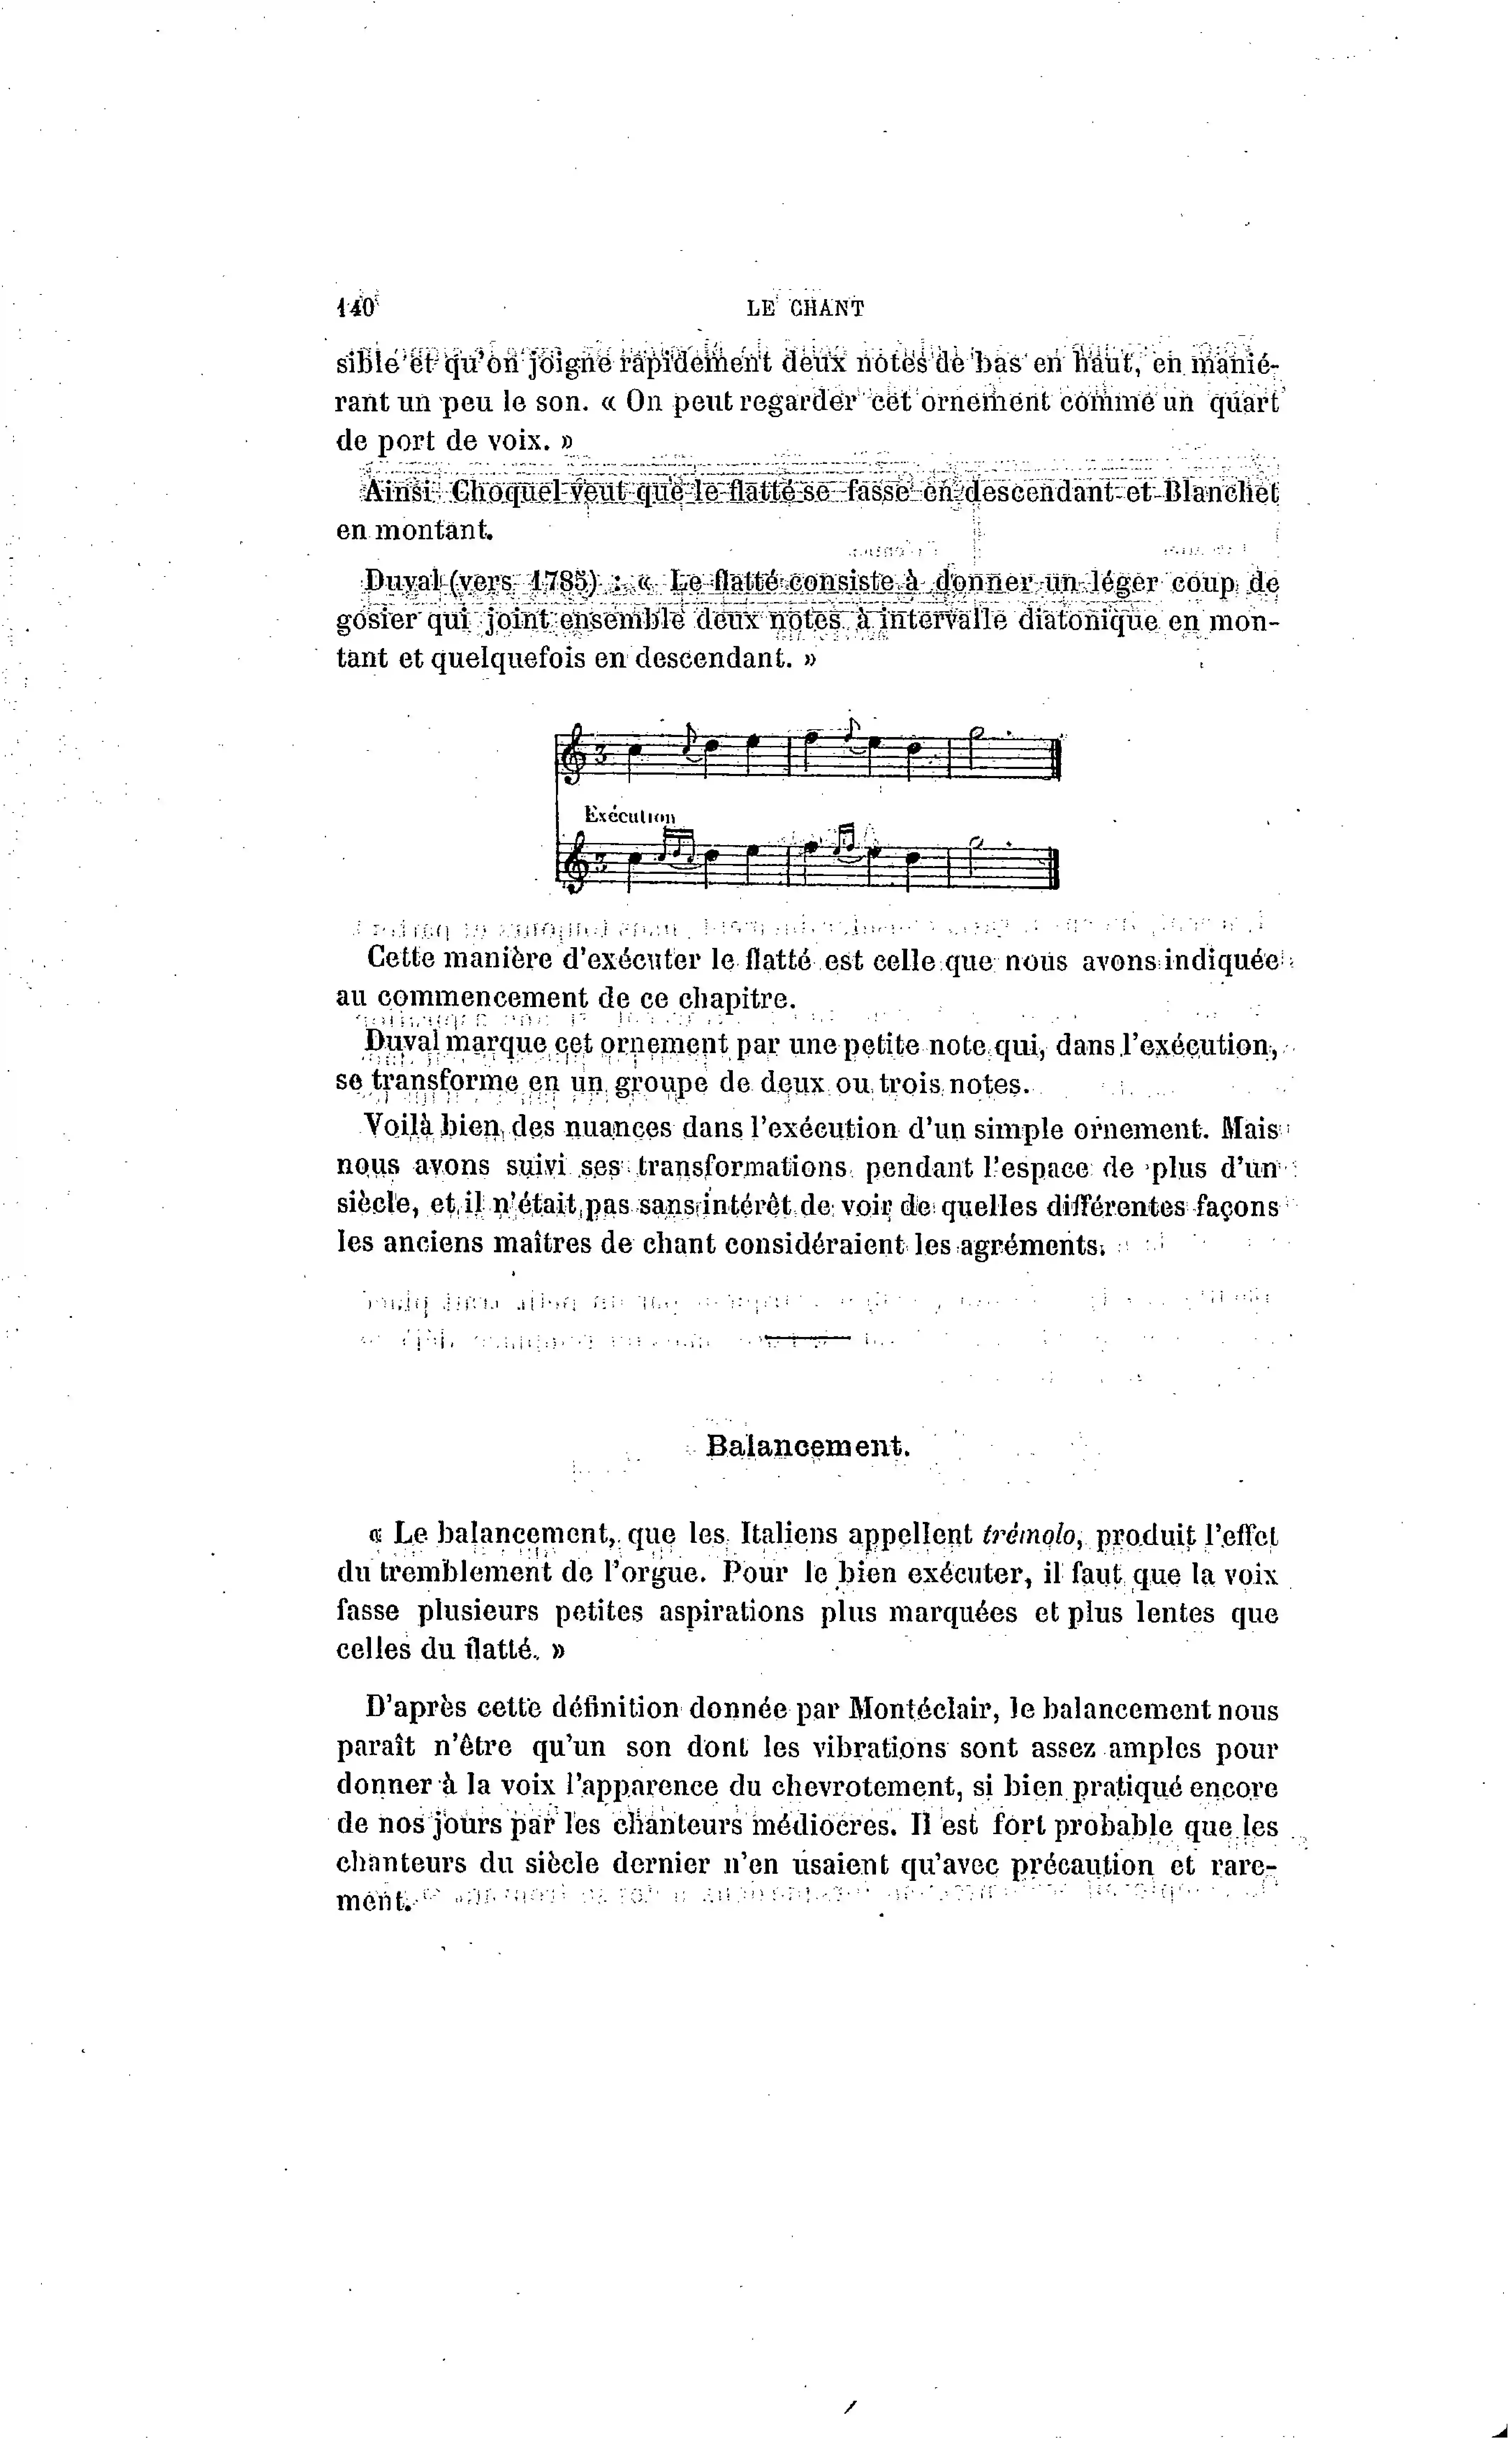 140
LE CHANT
sible et qu'on joigne rapidement deux notes de bas en haut, en manié-
rant un peu le son. « On peut regarder cet ornement comme un quart
de port de voix. »
Ainsi Choquel veut que le flatté se fasse en descendant et Blanchet
en montant.
Duval (vers 1785) : « Le flatté consiste à donner un léger coup de
gosier qui joint ensemble deux notes à intervalle diatonique en mon-
tant et quelquefois en descendant. »
Exécution
Cette manière d'exécuter le flatté est celle que nous avons indiquée
au commencement de ce chapitre.
Duval marque cet ornement par une petite note qui, dans l'exécution,
se transforme en un groupe de deux ou trois notes.
Voilà bien des nuances dans l'exécution d'un simple ornement. Mais
nous avons suivi ses transformations pendant l'espace de plus d'un
siècle, et il n'était pas sans intérêt de voir de quelles différentes façons
les anciens maîtres de chant considéraient les agréments.
Balancement.
« Le balancement, que les Italiens appellent trémolo, produit l'effet
du tremblement de l'orgue. Pour le bien exécuter, il faut que la voix
fasse plusieurs petites aspirations plus marquées et plus lentes que
celles du flatté. »
D'après cette définition donnée par Montéclair, le balancement nous
paraît n'être qu'un son dont les vibrations sont assez amples pour
donner à la voix l'apparence du chevrotement, si bien pratiqué encore
de nos jours par les chanteurs médiocres. Il est fort probable que les
chanteurs du siècle dernier n'en usaient qu'avec précaution et rare-
ment.